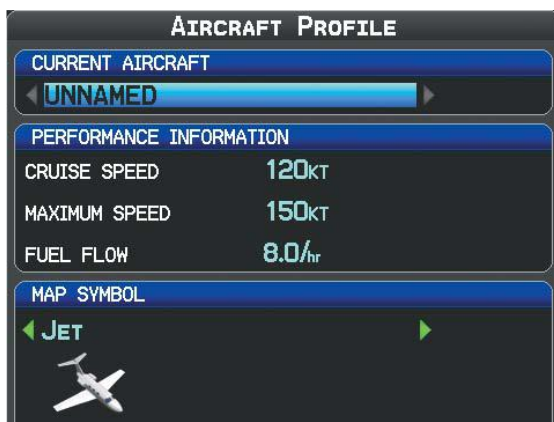 AIRCRAFT PROFILE
CURRENT AIRCRAFT
UNNAMED
PERFORMANCE INFORMATION
CRUISE SPEED 120KT
MAXIMUM SPEED 150KT
FUEL FLOW 8.0/hr
MAP SYMBOL
JET